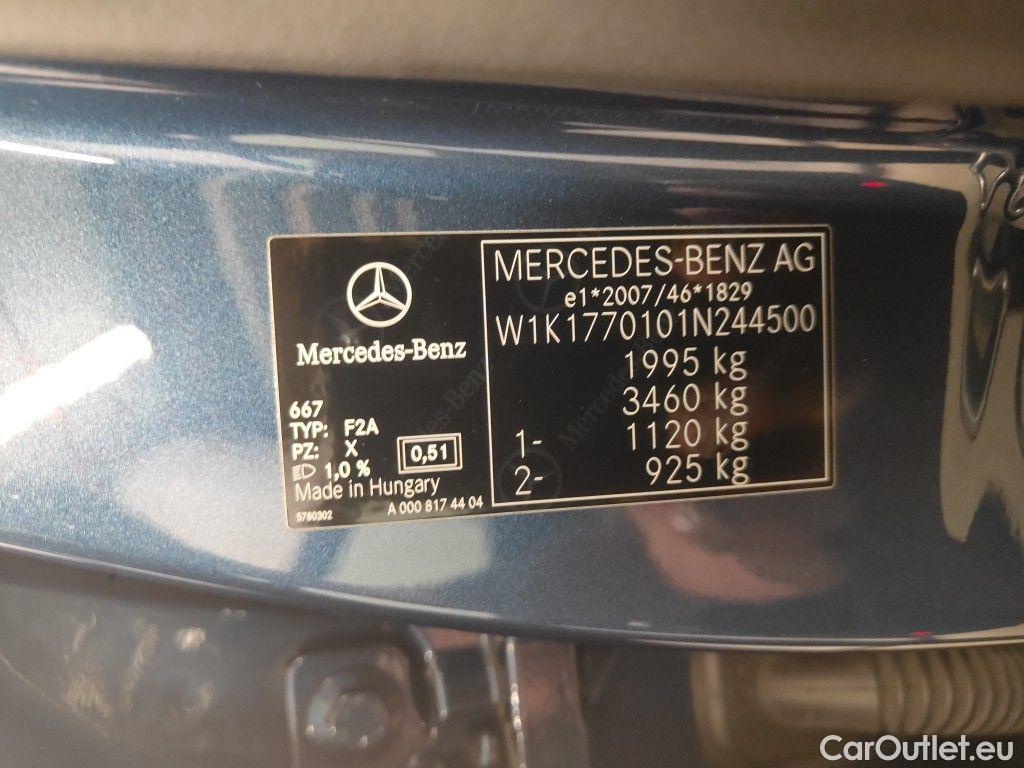 Mercedes-Benz
667
TYP: F2A
PZ: X
1,0 %
0,51
Made in Hungary
5780302
A 000 817 44 04
MERCEDES-BENZ AG
e1*2007/46*1829
W1K1770101N244500
1995 kg
3460 kg
1- 1120 kg
2- 925 kg
CarOutlet.eu